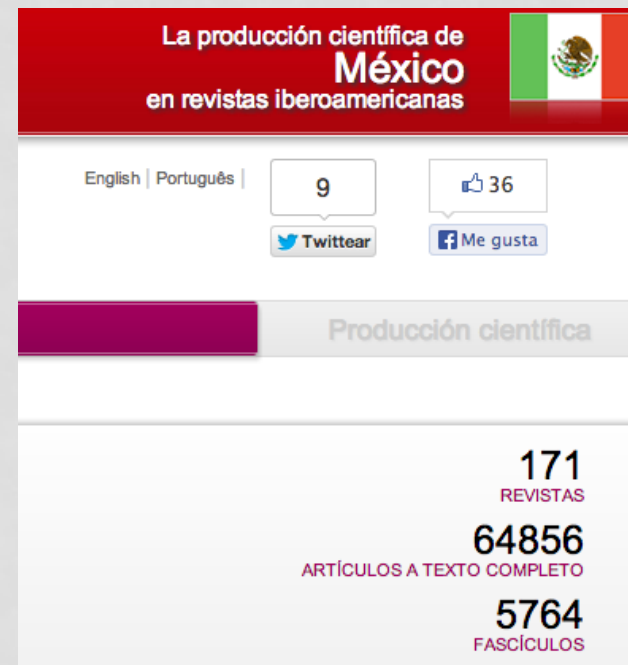 La producción científica de
México
en revistas iberoamericanas
English | Português |
9
36
Twittear
Me gusta
Producción científica
171
REVISTAS
64856
ARTÍCULOS A TEXTO COMPLETO
5764
FASCÍCULOS